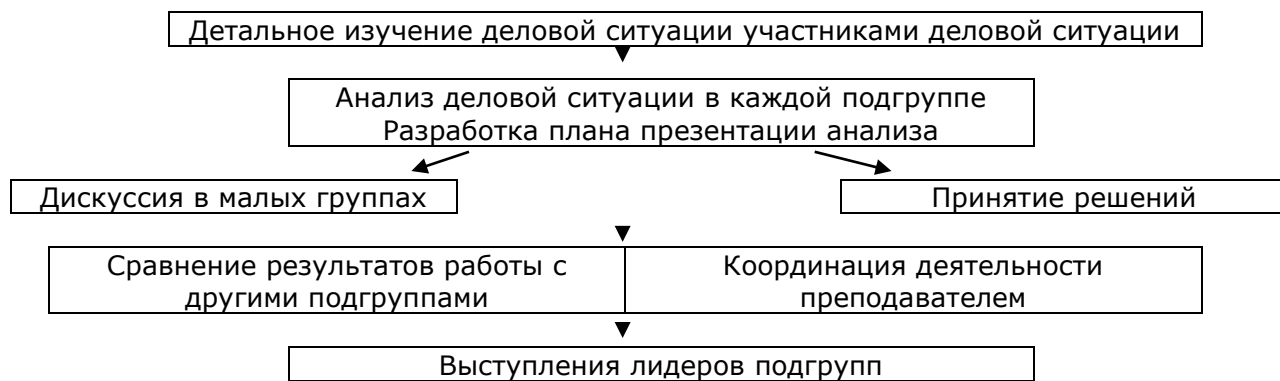 Детальное изучение деловой ситуации участниками деловой ситуации
Анализ деловой ситуации в каждой подгруппе
Разработка плана презентации анализа
Дискуссия в малых группах
Принятие решений
Сравнение результатов работы с
другими подгруппами
Координация деятельности
преподавателем
Выступления лидеров подгрупп